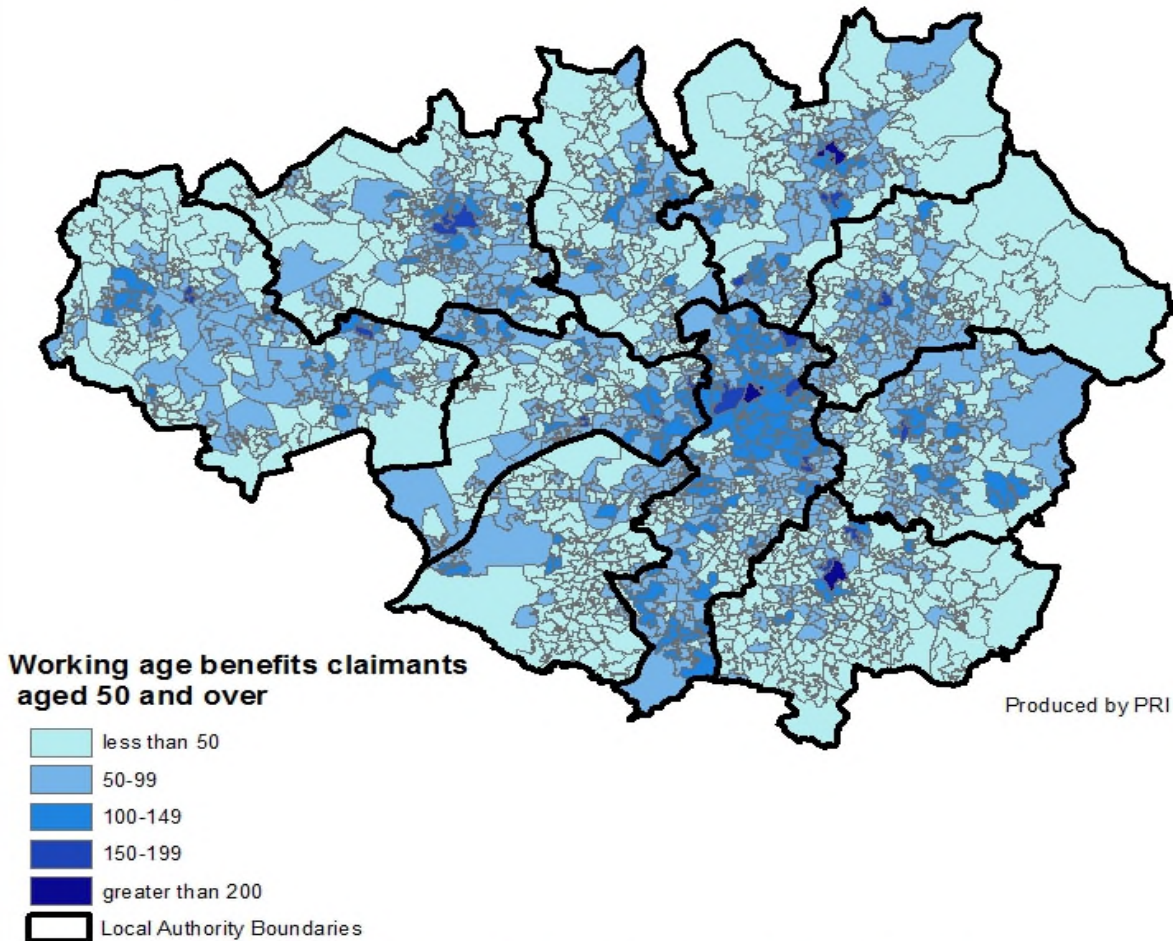 Working age benefits claimants
aged 50 and over
Produced by PRI
less than 50
50-99
100-149
150-199
greater than 200
Local Authority Boundaries